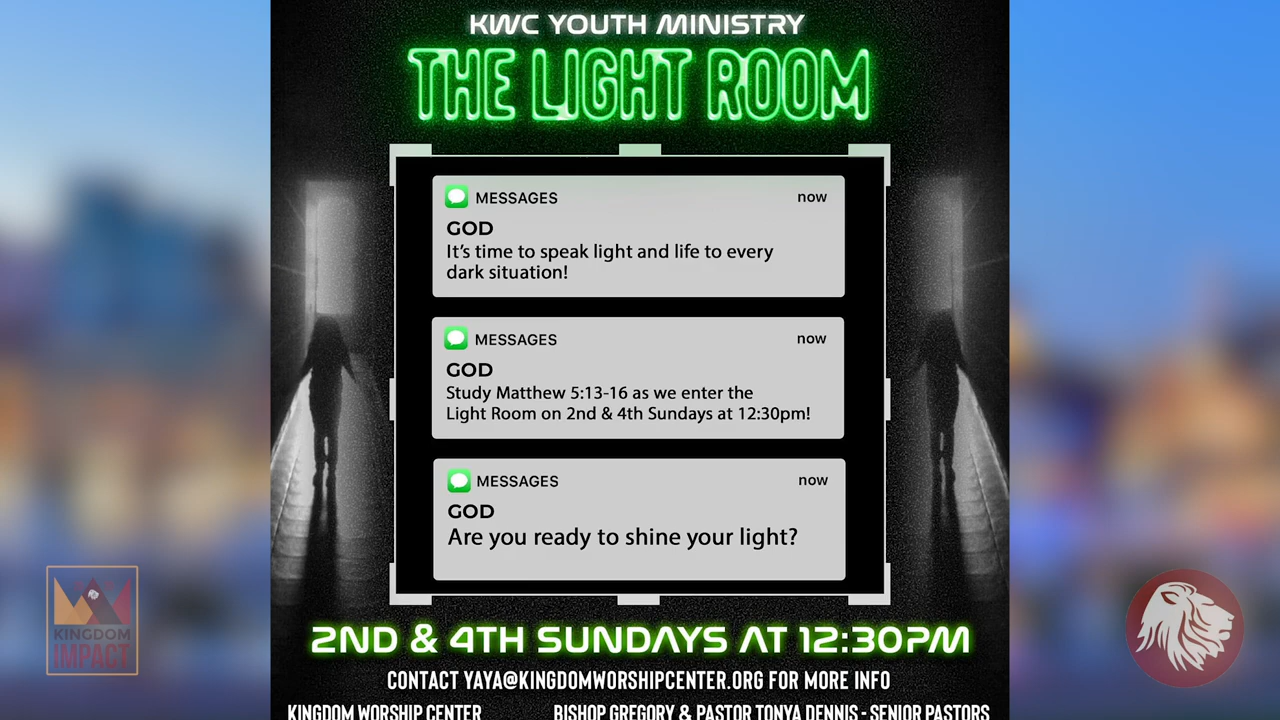 KWC YOUTH MINISTRY
THE LIGHT ROOM
MESSAGES now
GOD
It's time to speak light and life to every
dark situation!
MESSAGES now
GOD
Study Matthew 5:13-16 as we enter the
Light Room on 2nd & 4th Sundays at 12:30pm!
MESSAGES now
GOD
Are you ready to shine your light?
2ND & 4TH SUNDAYS AT 12:30PM
CONTACT YAYA@KINGDOMWORSHIPCENTER.ORG FOR MORE INFO
KINGDOM WORSHIP CENTER BISHOP GREGORY & PASTOR TONYA DENNIS - SENIOR PASTORS
KINGDOM
IMPACT